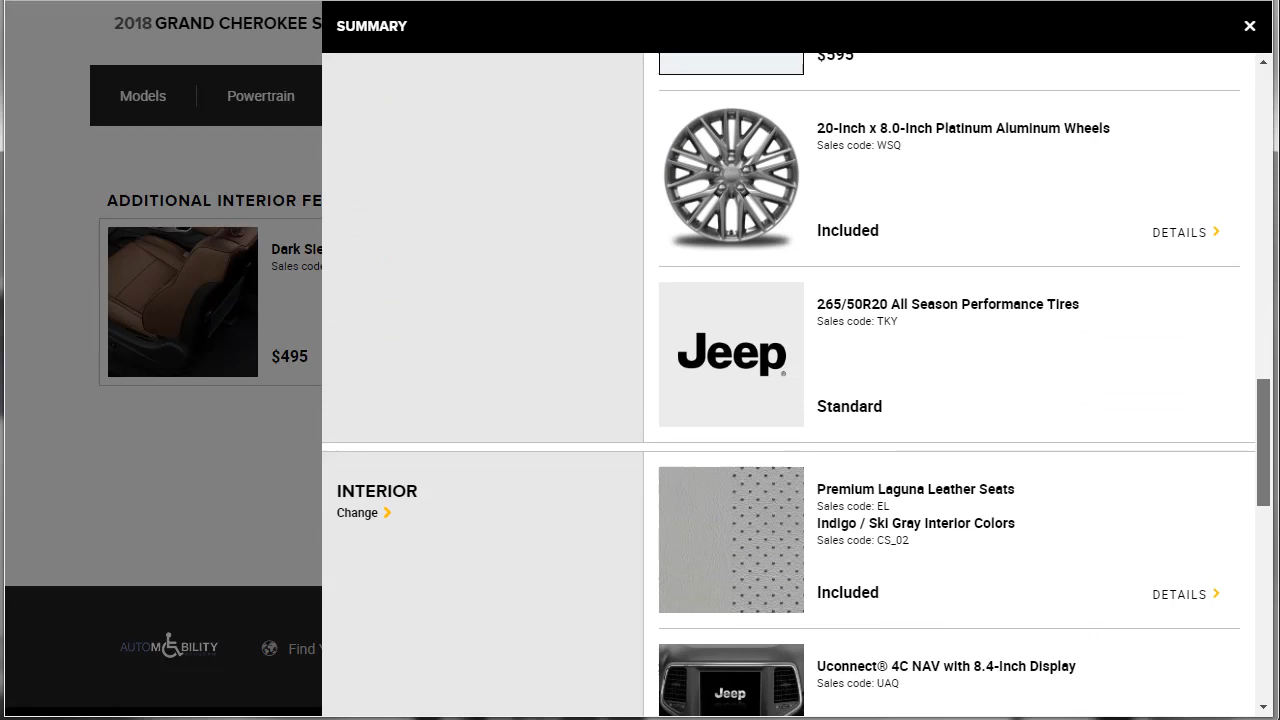 2018 GRAND CHEROKEE S
SUMMARY
Models
Powertrain
ADDITIONAL INTERIOR FE
Dark Sie
Sales code
$495
AUTOMOBILITY
Find Y
$595
20-Inch x 8.0-Inch Platinum Aluminum Wheels
Sales code: WSQ
Included
DETAILS
Jeep
265/50R20 All Season Performance Tires
Sales code: TKY
Standard
INTERIOR
Change
Premium Laguna Leather Seats
Sales code: EL
Indigo / Ski Gray Interior Colors
Sales code: CS_02
Included
DETAILS
Jeep
Uconnect® 4C NAV with 8.4-Inch Display
Sales code: UAQ